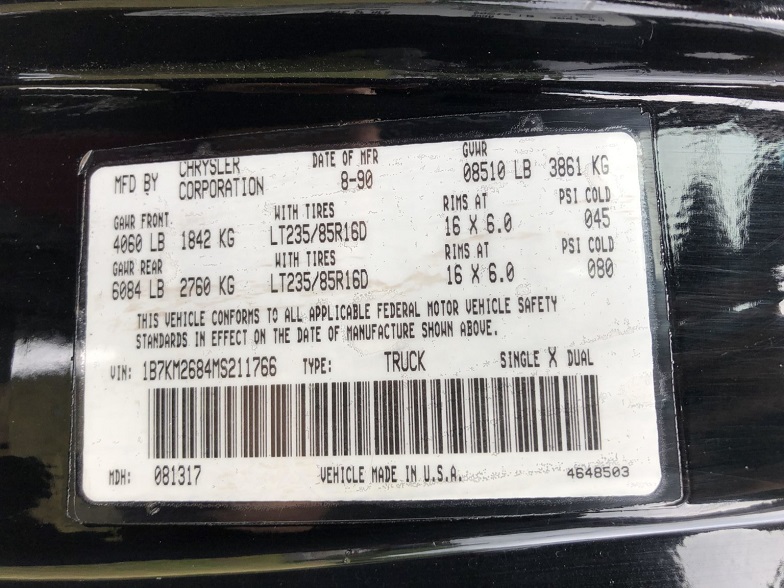 MFD BY CHRYSLER CORPORATION DATE OF MFR 8-90 GVWR 08510 LB 3861 KG
GAWR FRONT WITH TIRES RIMS AT PSI COLD
4060 LB 1842 KG LT235/85R16D 16 X 6.0 045
GAWR REAR WITH TIRES RIMS AT PSI COLD
6084 LB 2760 KG LT235/85R16D 16 X 6.0 080
THIS VEHICLE CONFORMS TO ALL APPLICABLE FEDERAL MOTOR VEHICLE SAFETY
STANDARDS IN EFFECT ON THE DATE OF MANUFACTURE SHOWN ABOVE.
VIN: 1B7KM2684MS211766 TYPE: TRUCK SINGLE X DUAL
MDH: 081317 VEHICLE MADE IN U.S.A. 4648503